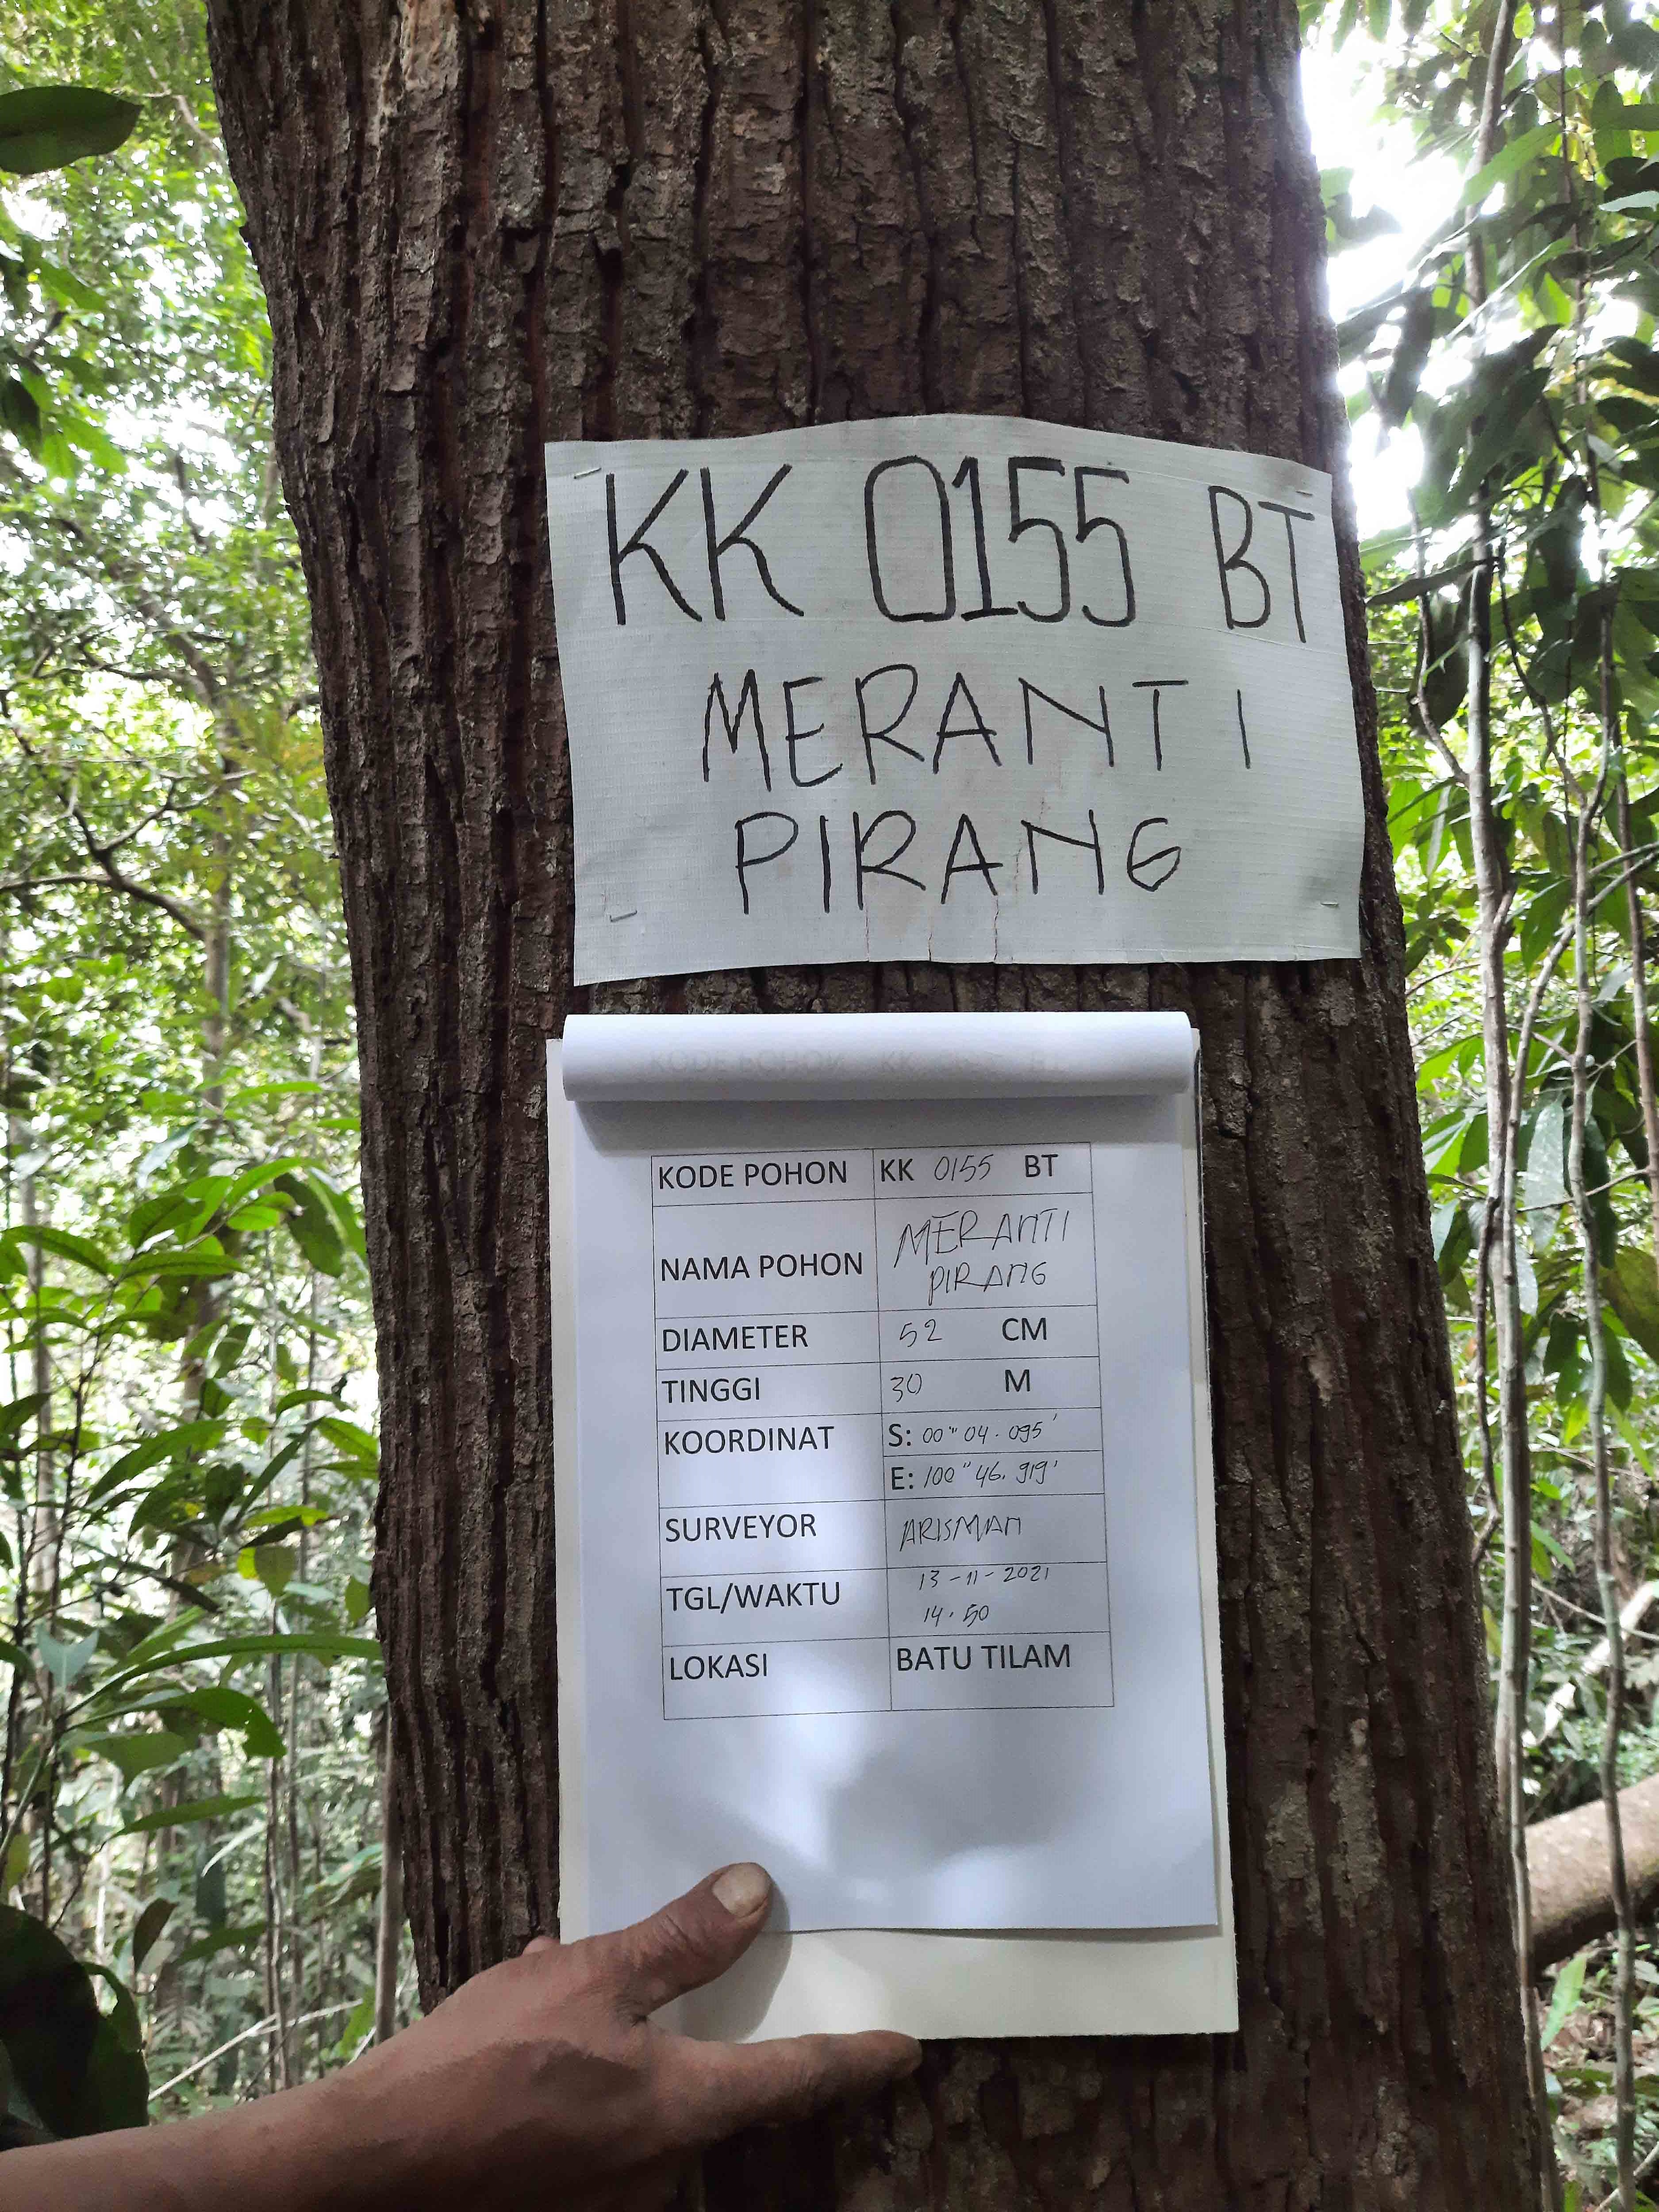 KK 0155 BT
MERANTI
PIRANG
KODE POHON KK 0155 BT
NAMA POHON MERANTI
PIRANG
DIAMETER 52 CM
TINGGI 30 M
KOORDINAT S: 00" 04. 095'
E: 100" 46. 919'
SURVEYOR ARISMAN
TGL/WAKTU 13-11-2021
14.50
LOKASI BATU TILAM